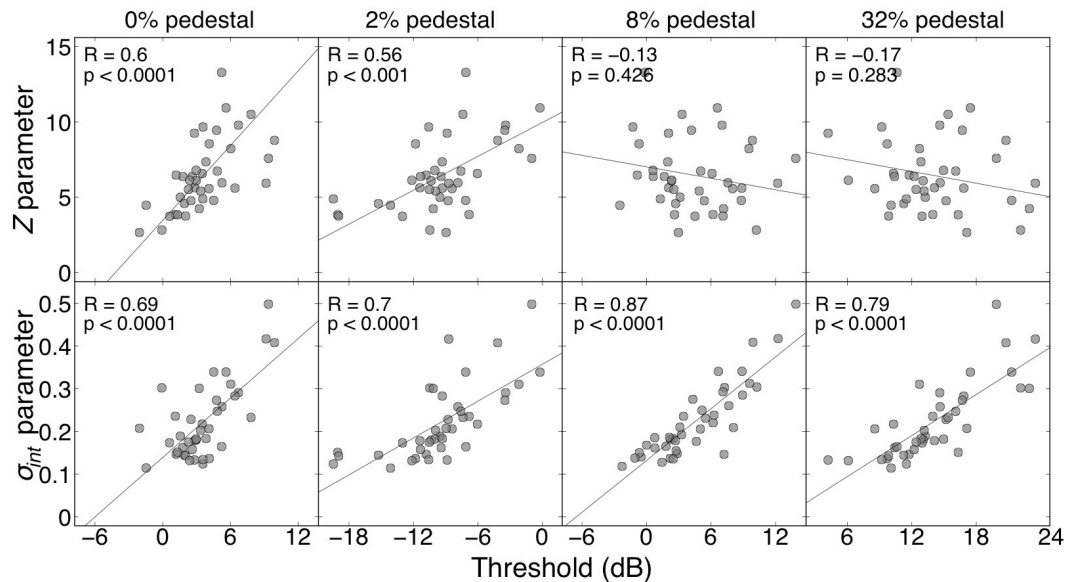 0% pedestal 2% pedestal 8% pedestal 32% pedestal
15 R = 0.6 R = 0.56 R = −0.13 R = −0.17
p < 0.0001 p < 0.001 p = 0.426 p = 0.283
10
Z parameter
5
0
0.5 R = 0.69 R = 0.7 R = 0.87 R = 0.79
p < 0.0001 p < 0.0001 p < 0.0001 p < 0.0001
0.4
0.3
σint parameter
0.2
0.1
0
−6 0 6 12 −18 −12 −6 0 0 6 12 6 12 18 24
Threshold (dB)